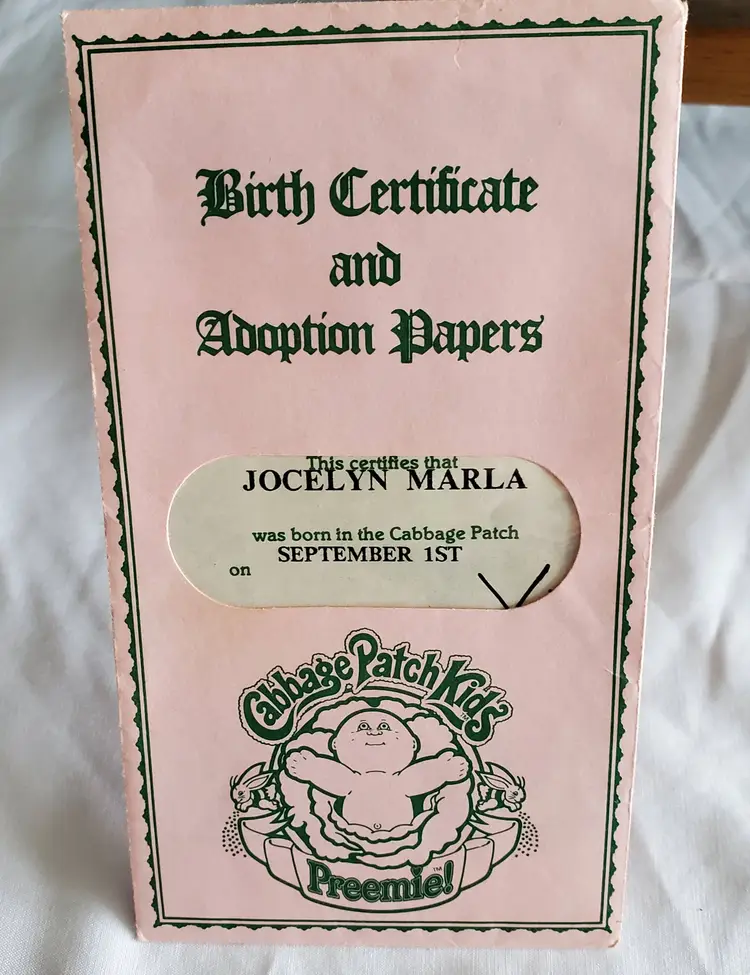 Birth Certificate
and
Adoption Papers
This certifies that
JOCELYN MARLA
was born in the Cabbage Patch
SEPTEMBER 1ST
on
Cabbage Patch Kids
Preemie!™